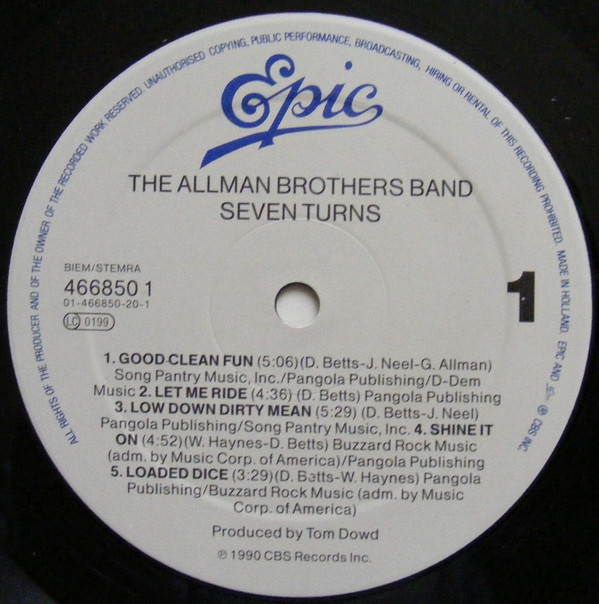 ALL RIGHTS OF THE PRODUCER AND OF THE OWNER OF THE RECORDED WORK RESERVED. UNAUTHORISED COPYING, PUBLIC PERFORMANCE, BROADCASTING, HIRING OR RENTAL OF THIS RECORDING PROHIBITED. MADE IN HOLLAND. EPIC AND ® CBS INC.
Epic
THE ALLMAN BROTHERS BAND
SEVEN TURNS
BIEM/STEMRA
466850 1
01-466850-20-1
LC 0199
1
1. GOOD CLEAN FUN (5:06)(D. Betts-J. Neel-G. Allman)
Song Pantry Music, Inc./Pangola Publishing/D-Dem
Music 2. LET ME RIDE (4:36) (D. Betts) Pangola Publishing
3. LOW DOWN DIRTY MEAN (5:29) (D. Betts-J. Neel)
Pangola Publishing/Song Pantry Music, Inc. 4. SHINE IT
ON (4:52)(W. Haynes-D. Betts) Buzzard Rock Music
(adm. by Music Corp. of America)/Pangola Publishing
5. LOADED DICE (3:29)(D. Betts-W. Haynes) Pangola
Publishing/Buzzard Rock Music (adm. by Music
Corp. of America)
Produced by Tom Dowd
℗ 1990 CBS Records Inc.